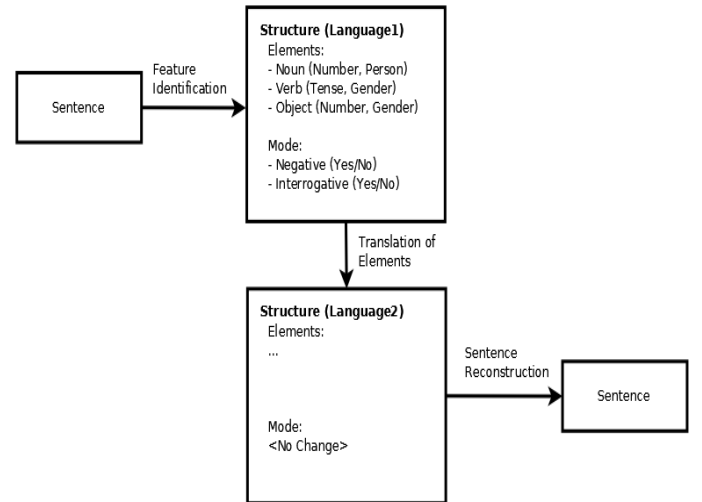 Sentence
Feature
Identification
Structure (Language1)
Elements:
- Noun (Number, Person)
- Verb (Tense, Gender)
- Object (Number, Gender)
Mode:
- Negative (Yes/No)
- Interrogative (Yes/No)
Translation of
Elements
Structure (Language2)
Elements:
...
Mode:
<No Change>
Sentence
Reconstruction
Sentence